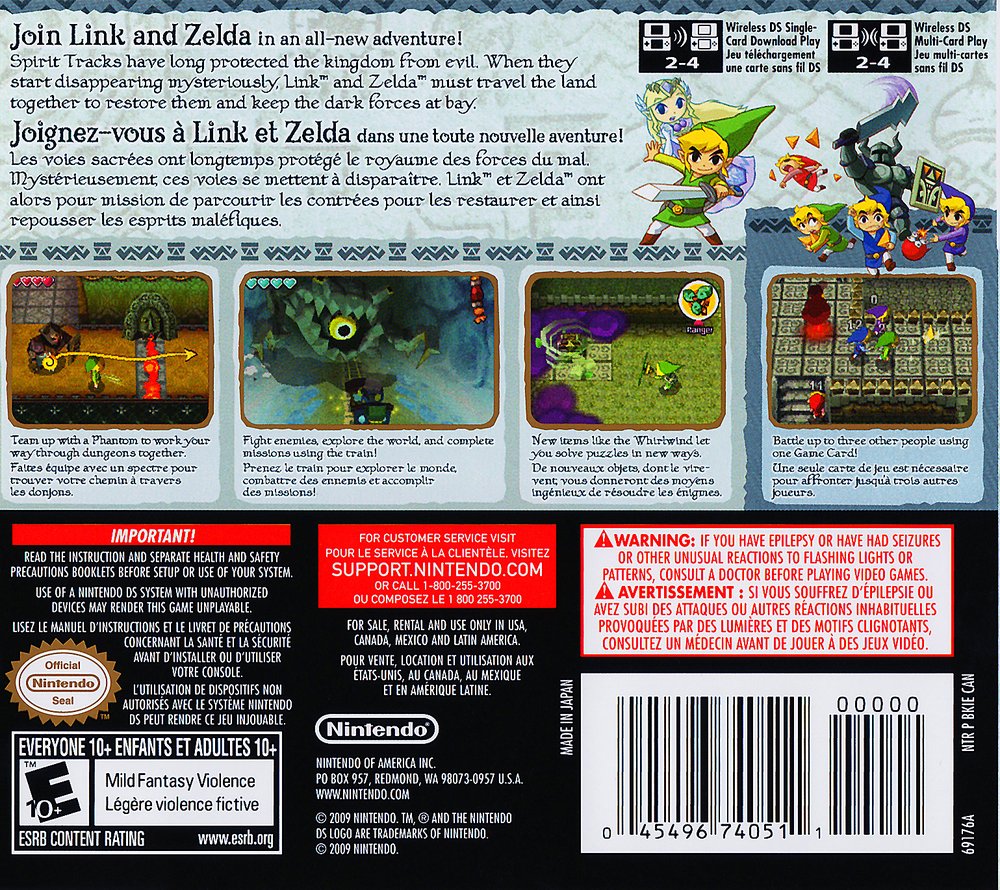 Join Link and Zelda in an all-new adventure!
Spirit Tracks have long protected the kingdom from evil. When they
start disappearing mysteriously, Link™ and Zelda™ must travel the land
together to restore them and keep the dark forces at bay.
Joignez-vous à Link et Zelda dans une toute nouvelle aventure!
Les voies sacrées ont longtemps protégé le royaume des forces du mal.
Mystérieusement, ces voies se mettent à disparaître. Link™ et Zelda™ ont
alors pour mission de parcourir les contrées pour les restaurer et ainsi
repousser les esprits maléfiques.
2-4
Wireless DS Single-
Card Download Play
Jeu téléchargement
une carte sans fil DS
2-4
Wireless DS
Multi-Card Play
Jeu multi-cartes
sans fil DS
Team up with a Phantom to work your
way through dungeons together.
Faites équipe avec un spectre pour
trouver votre chemin à travers
les donjons.
Fight enemies, explore the world, and complete
missions using the train!
Prenez le train pour explorer le monde,
combattre des ennemis et accomplir
des missions!
Ranger
New items like the Whirlwind let
you solve puzzles in new ways.
De nouveaux objets, dont le vire-
vent, vous donneront des moyens
ingénieux de résoudre les énigmes.
0
12
11
Battle up to three other people using
one Game Card!
Une seule carte de jeu est nécessaire
pour affronter jusqu'à trois autres
joueurs.
IMPORTANT!
READ THE INSTRUCTION AND SEPARATE HEALTH AND SAFETY
PRECAUTIONS BOOKLETS BEFORE SETUP OR USE OF YOUR SYSTEM.
USE OF A NINTENDO DS SYSTEM WITH UNAUTHORIZED
DEVICES MAY RENDER THIS GAME UNPLAYABLE.
LISEZ LE MANUEL D'INSTRUCTIONS ET LE LIVRET DE PRÉCAUTIONS
CONCERNANT LA SANTÉ ET LA SÉCURITÉ
AVANT D'INSTALLER OU D'UTILISER
VOTRE CONSOLE.
L'UTILISATION DE DISPOSITIFS NON
AUTORISÉS AVEC LE SYSTÈME NINTENDO
DS PEUT RENDRE CE JEU INJOUABLE.
Official
Nintendo
Seal
TM
EVERYONE 10+ ENFANTS ET ADULTES 10+
TM
E
10+
Mild Fantasy Violence
Légère violence fictive
ESRB CONTENT RATING www.esrb.org
FOR CUSTOMER SERVICE VISIT
POUR LE SERVICE À LA CLIENTÈLE, VISITEZ
SUPPORT.NINTENDO.COM
OR CALL 1-800-255-3700
OU COMPOSEZ LE 1 800 255-3700
FOR SALE, RENTAL AND USE ONLY IN USA,
CANADA, MEXICO AND LATIN AMERICA.
POUR VENTE, LOCATION ET UTILISATION AUX
ÉTATS-UNIS, AU CANADA, AU MEXIQUE
ET EN AMÉRIQUE LATINE.
Nintendo®
NINTENDO OF AMERICA INC.
PO BOX 957, REDMOND, WA 98073-0957 U.S.A.
WWW.NINTENDO.COM
© 2009 NINTENDO. TM, ® AND THE NINTENDO
DS LOGO ARE TRADEMARKS OF NINTENDO.
© 2009 NINTENDO.
WARNING: IF YOU HAVE EPILEPSY OR HAVE HAD SEIZURES
OR OTHER UNUSUAL REACTIONS TO FLASHING LIGHTS OR
PATTERNS, CONSULT A DOCTOR BEFORE PLAYING VIDEO GAMES.
AVERTISSEMENT : SI VOUS SOUFFREZ D'ÉPILEPSIE OU
AVEZ SUBI DES ATTAQUES OU AUTRES RÉACTIONS INHABITUELLES
PROVOQUÉES PAR DES LUMIÈRES ET DES MOTIFS CLIGNOTANTS,
CONSULTEZ UN MÉDECIN AVANT DE JOUER À DES JEUX VIDÉO.
MADE IN JAPAN
00000
0 45496 74051 1
NTR P BKIE CAN
69176A